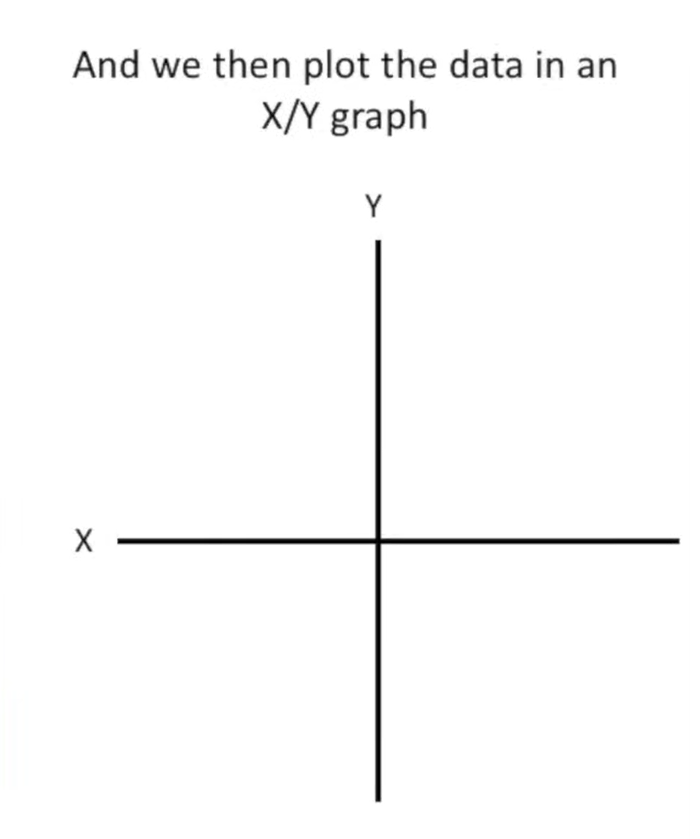 And we then plot the data in an
X/Y graph
Y
X